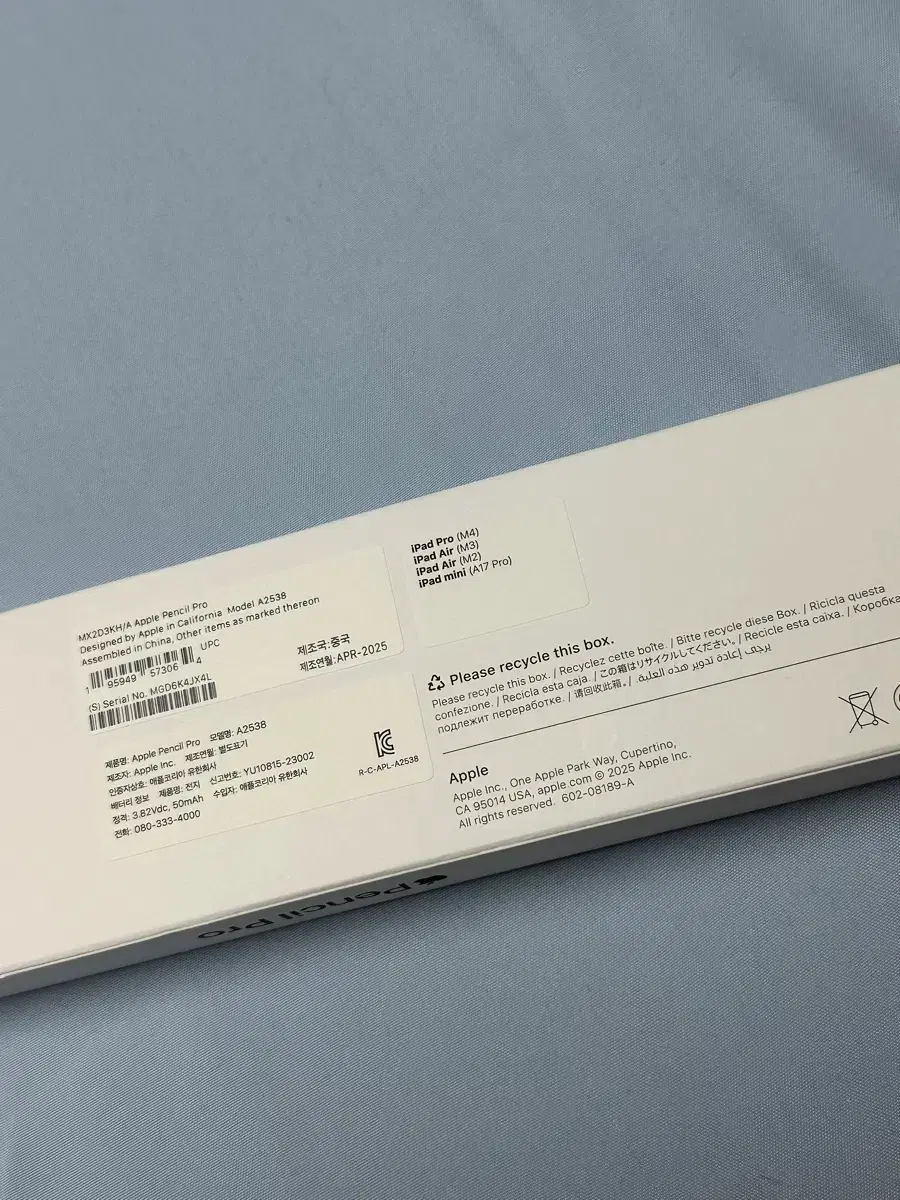 MX2D3KH/A Apple Pencil Pro
Designed by Apple in California Model A2538
Assembled in China, Other items as marked thereon
UPC
1 95949 57306 4
(S) Serial No. MGD6K4JX4L
제조국:중국
제조연월:APR-2025
제품명: Apple Pencil Pro 모델명: A2538
제조자: Apple Inc. 제조연월: 별도표기
인증자상호: 애플코리아 유한회사
배터리 정보 제품명: 전지 신고번호: YU10815-23002
정격: 3.82Vdc, 50mAh 수입자: 애플코리아 유한회사
전화: 080-333-4000
R-C-APL-A2538
iPad Pro (M4)
iPad Air (M3)
iPad Air (M2)
iPad mini (A17 Pro)
Please recycle this box.
Please recycle this box. / Recyclez cette boîte. / Bitte recycle diese Box. / Ricicla questa
confezione. / Recicla esta caja. / この箱はリサイクルしてください。/ Recicle esta caixa. / Коробка
подлежит переработке. / 请回收此箱。/ يرجى إعادة تدوير هذه العلبة
Apple
Apple Inc., One Apple Park Way, Cupertino,
CA 95014 USA, apple.com © 2025 Apple Inc.
All rights reserved. 602-08189-A
Pencil Pro